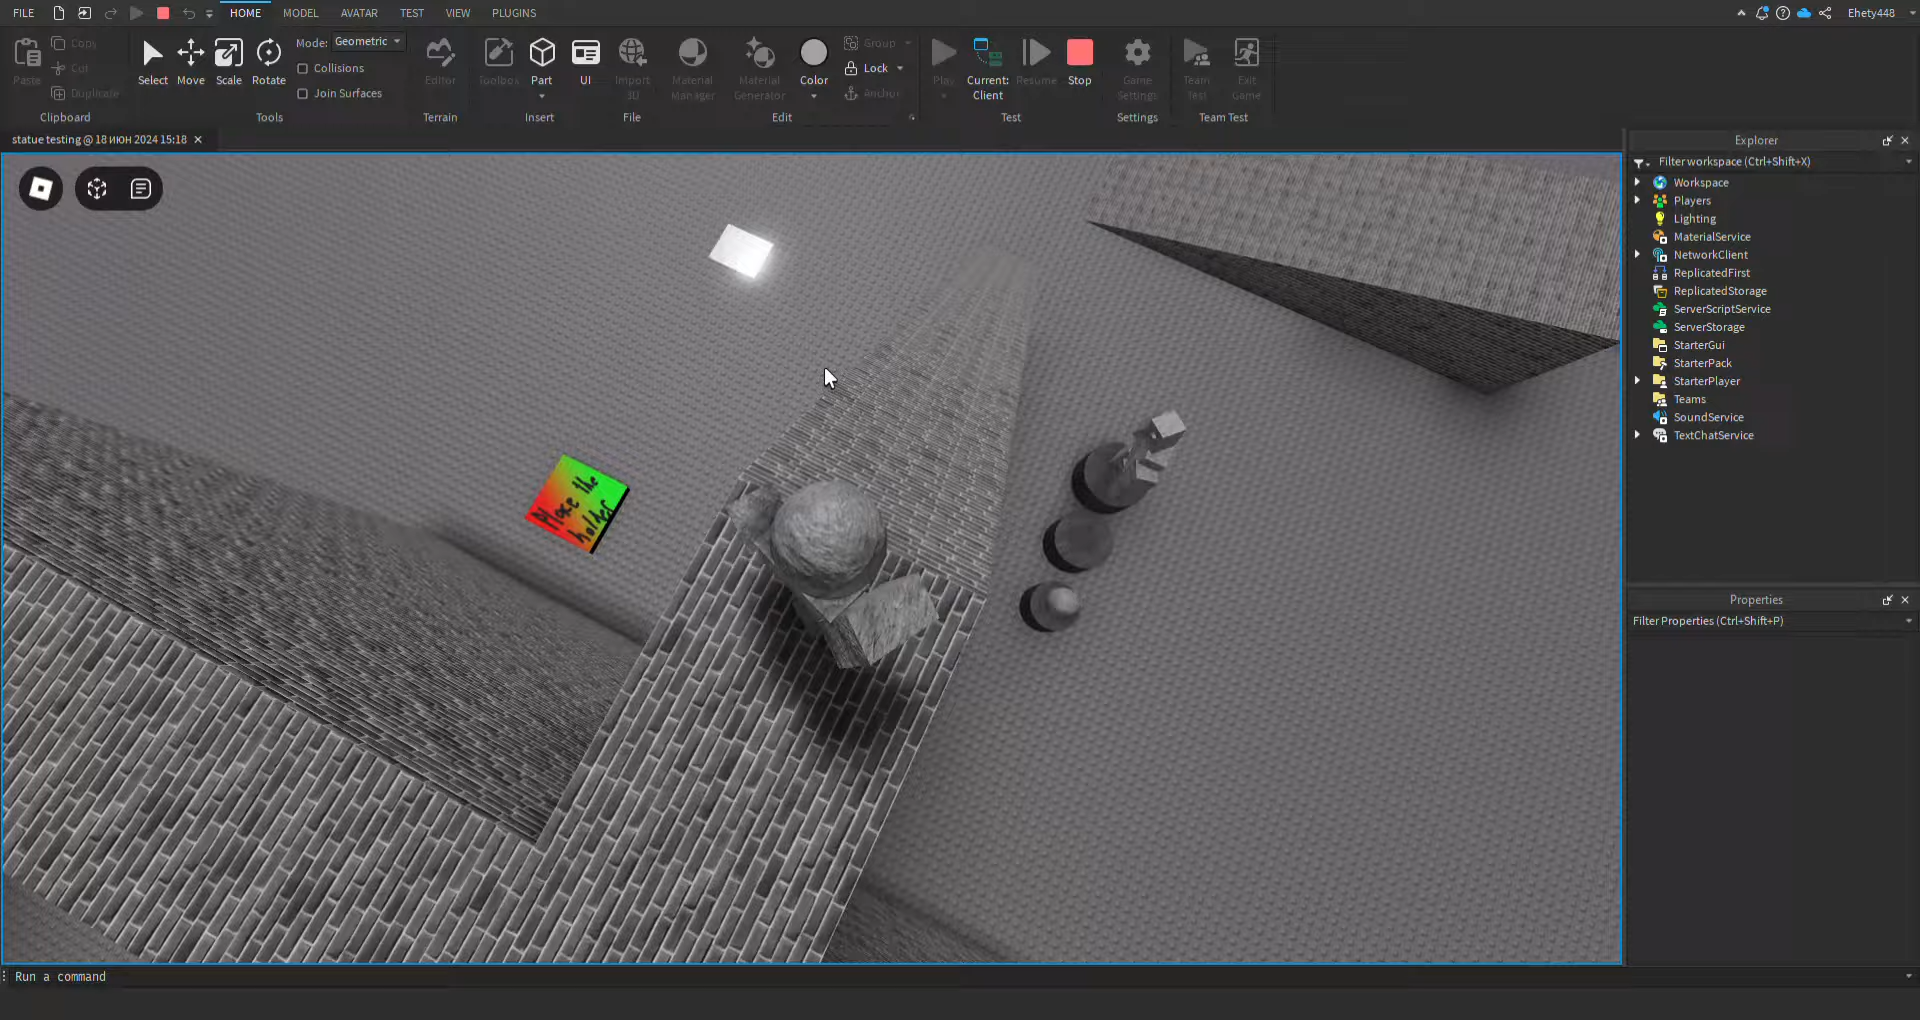 FILE HOME MODEL AVATAR TEST VIEW PLUGINS Ehety448
Paste Copy Cut Duplicate Clipboard
Select Move Scale Rotate Mode: Geometric Collisions Join Surfaces Tools
Editor Terrain
Toolbox Part UI Insert
Import 3D File
Material Manager Material Generator Color Group Lock Anchor Edit
Play Current: Client Resume Stop Test
Game Settings Settings
Team Test Exit Game Team Test
statue testing @ 18 июн 2024 15:18
Explorer
Filter workspace (Ctrl+Shift+X)
Workspace
Players
Lighting
MaterialService
NetworkClient
ReplicatedFirst
ReplicatedStorage
ServerScriptService
ServerStorage
StarterGui
StarterPack
StarterPlayer
Teams
SoundService
TextChatService
Place the
holder
Properties
Filter Properties (Ctrl+Shift+P)
Run a command